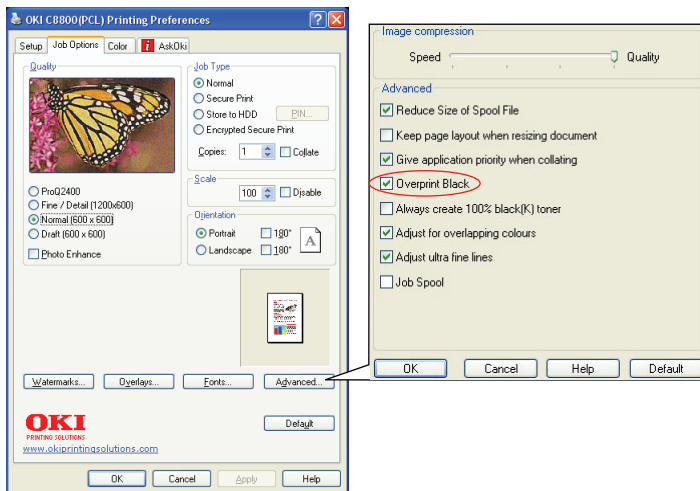 OKI C8800(PCL) Printing Preferences
Setup Job Options Color AskOki
Quality
ProQ2400
Fine / Detail (1200x600)
Normal (600 x 600)
Draft (600 x 600)
Photo Enhance
Job Type
Normal
Secure Print
Store to HDD PIN...
Encrypted Secure Print
Copies: 1 Collate
Scale
100 Disable
Orientation
Portrait 180° A
Landscape 180°
Watermarks... Overlays... Fonts... Advanced...
OKI
PRINTING SOLUTIONS
www.okiprintingsolutions.com
Default
OK Cancel Apply Help
Image compression
Speed Quality
Advanced
Reduce Size of Spool File
Keep page layout when resizing document
Give application priority when collating
Overprint Black
Always create 100% black(K) toner
Adjust for overlapping colours
Adjust ultra fine lines
Job Spool
OK Cancel Help Default